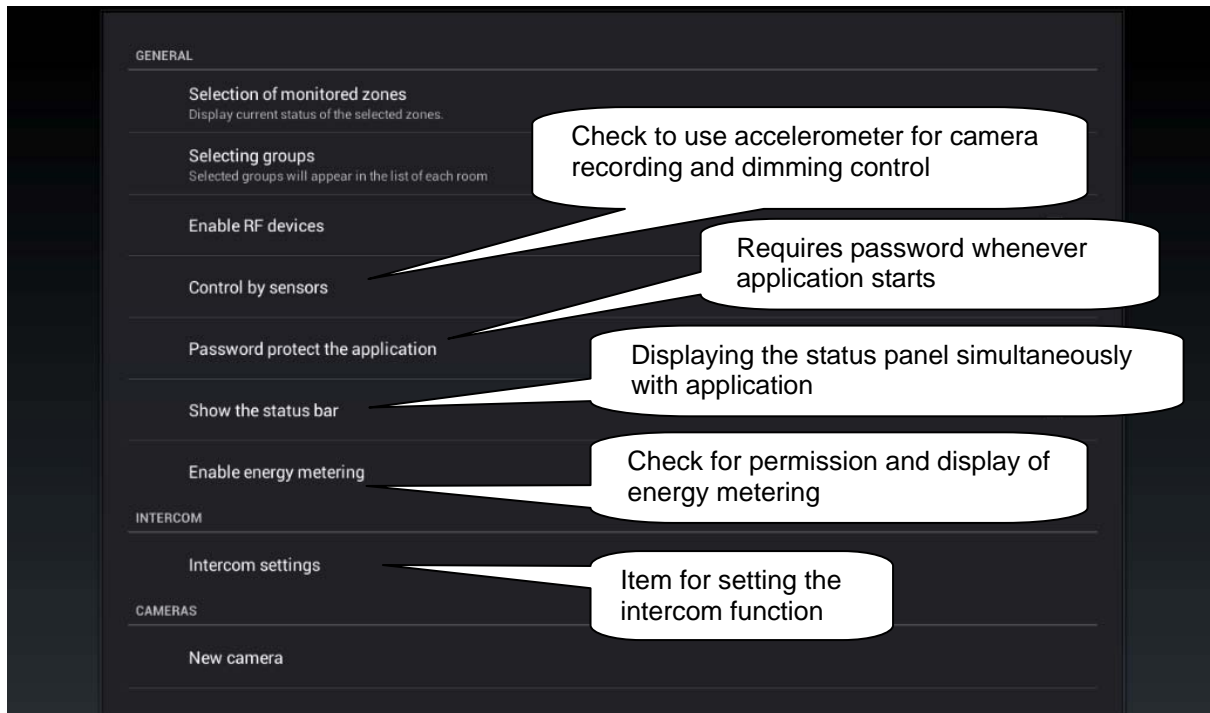 GENERAL
Selection of monitored zones
Display current status of the selected zones.
Check to use accelerometer for camera
recording and dimming control
Selecting groups
Selected groups will appear in the list of each room
Enable RF devices
Requires password whenever
application starts
Control by sensors
Password protect the application
Displaying the status panel simultaneously
with application
Show the status bar
Check for permission and display of
energy metering
Enable energy metering
INTERCOM
Intercom settings
Item for setting the
intercom function
CAMERAS
New camera